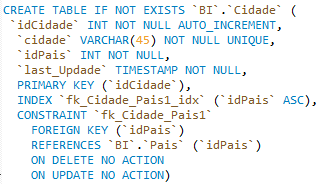 CREATE TABLE IF NOT EXISTS `BI`.`Cidade` (
`idCidade` INT NOT NULL AUTO_INCREMENT,
`cidade` VARCHAR(45) NOT NULL UNIQUE,
`idPais` INT NOT NULL,
`last_Updade` TIMESTAMP NOT NULL,
PRIMARY KEY (`idCidade`),
INDEX `fk_Cidade_Pais1_idx` (`idPais` ASC),
CONSTRAINT `fk_Cidade_Pais1`
FOREIGN KEY (`idPais`)
REFERENCES `BI`.`Pais` (`idPais`)
ON DELETE NO ACTION
ON UPDATE NO ACTION)